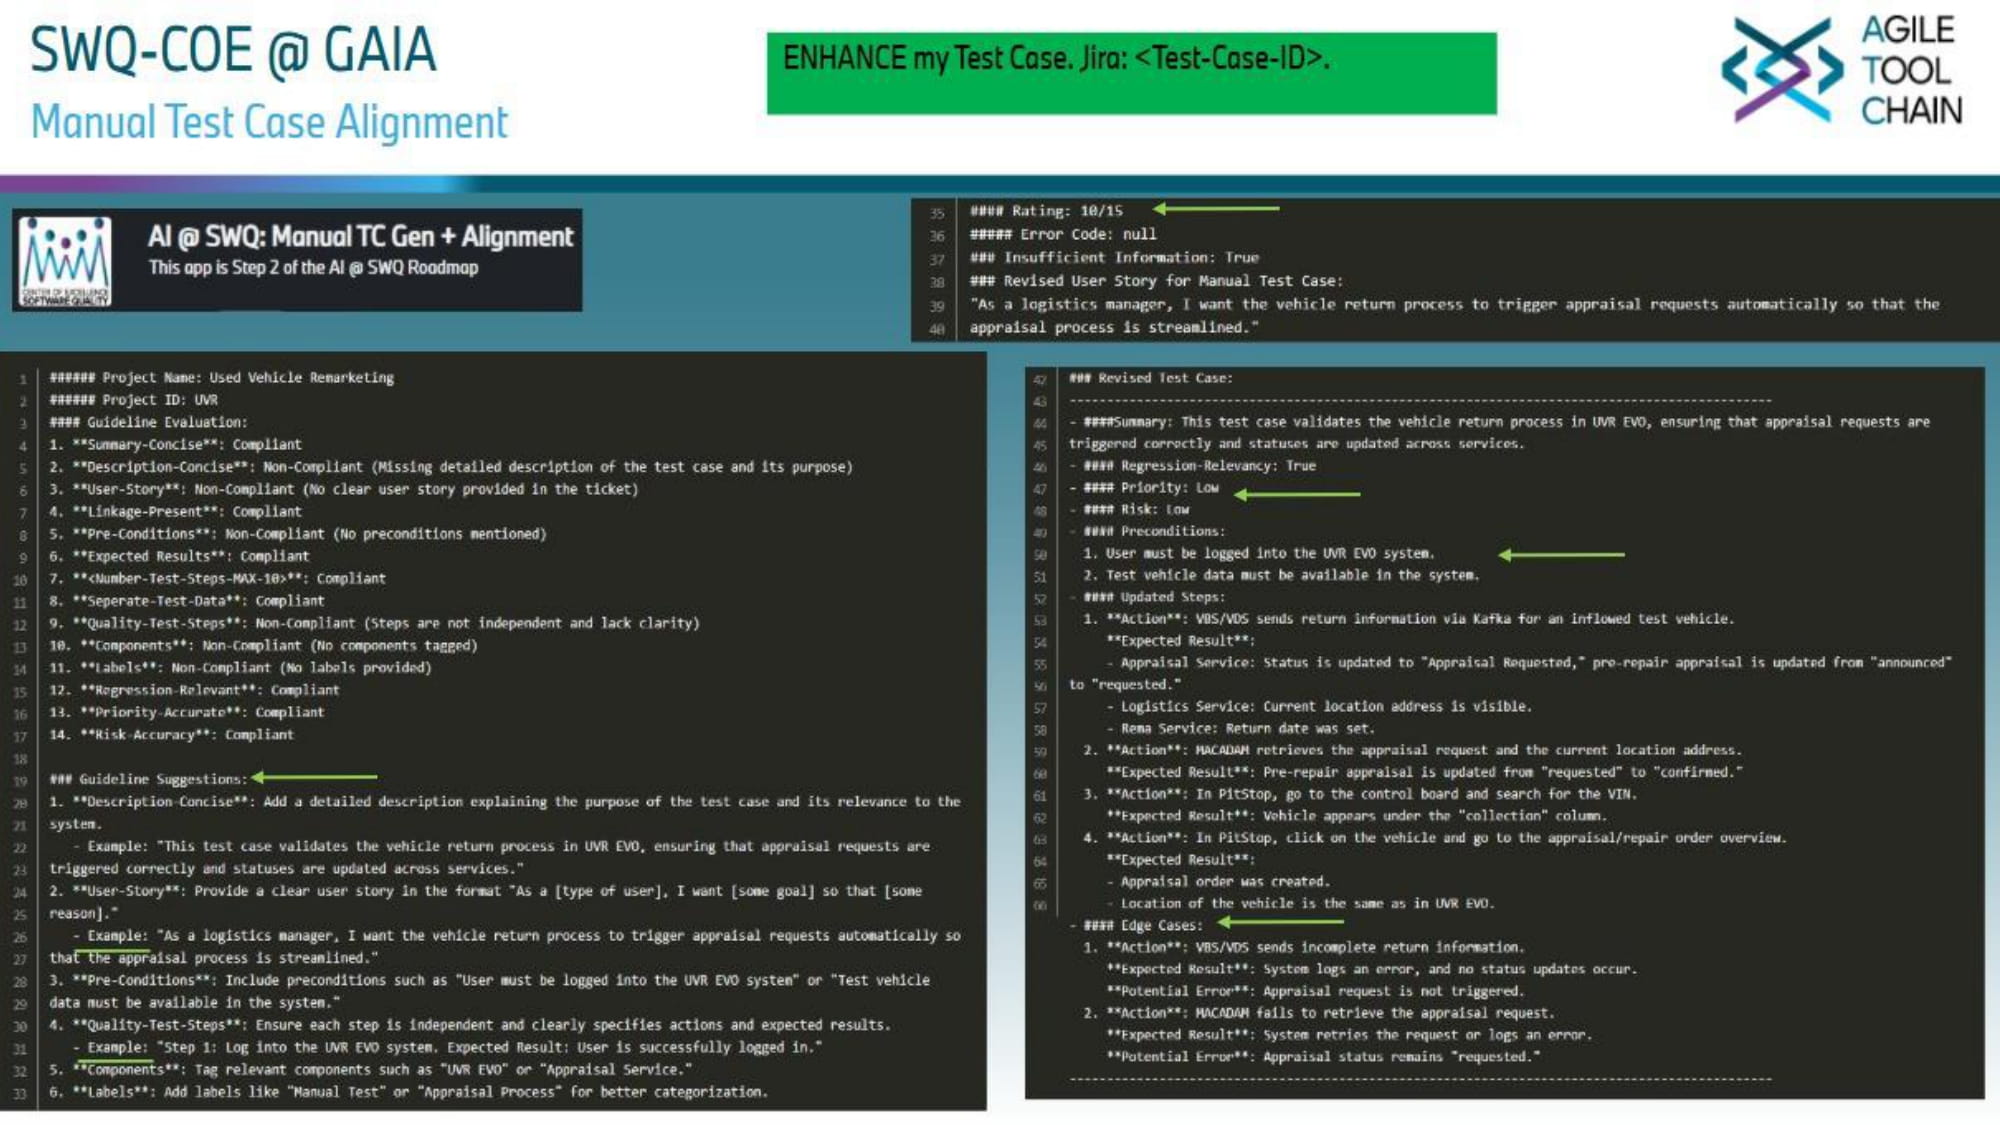 SWQ-COE @ GAIA
Manual Test Case Alignment
ENHANCE my Test Case. Jira: <Test-Case-ID>.
AGILE
TOOL
CHAIN
AI @ SWQ: Manual TC Gen + Alignment
This app is Step 2 of the AI @ SWQ Roadmap
CENTER OF EXCELLENCE
SOFTWARE QUALITY
35 #### Rating: 10/15
36 ##### Error Code: null
37 ### Insufficient Information: True
38 ### Revised User Story for Manual Test Case:
39 "As a logistics manager, I want the vehicle return process to trigger appraisal requests automatically so that the
40 appraisal process is streamlined."
1 ###### Project Name: Used Vehicle Remarketing
2 ###### Project ID: UVR
3 #### Guideline Evaluation:
4 1. **Summary-Concise**: Compliant
5 2. **Description-Concise**: Non-Compliant (Missing detailed description of the test case and its purpose)
6 3. **User-Story**: Non-Compliant (No clear user story provided in the ticket)
7 4. **Linkage-Present**: Compliant
8 5. **Pre-Conditions**: Non-Compliant (No preconditions mentioned)
9 6. **Expected Results**: Compliant
10 7. **<Number-Test-Steps-MAX-10>**: Compliant
11 8. **Seperate-Test-Data**: Compliant
12 9. **Quality-Test-Steps**: Non-Compliant (Steps are not independent and lack clarity)
13 10. **Components**: Non-Compliant (No components tagged)
14 11. **Labels**: Non-Compliant (No labels provided)
15 12. **Regression-Relevant**: Compliant
16 13. **Priority-Accurate**: Compliant
17 14. **Risk-Accuracy**: Compliant
18
19 ### Guideline Suggestions:
20 1. **Description-Concise**: Add a detailed description explaining the purpose of the test case and its relevance to the
21 system.
22 - Example: "This test case validates the vehicle return process in UVR EVO, ensuring that appraisal requests are
23 triggered correctly and statuses are updated across services."
24 2. **User-Story**: Provide a clear user story in the format "As a [type of user], I want [some goal] so that [some
25 reason]."
26 - Example: "As a logistics manager, I want the vehicle return process to trigger appraisal requests automatically so
27 that the appraisal process is streamlined."
28 3. **Pre-Conditions**: Include preconditions such as "User must be logged into the UVR EVO system" or "Test vehicle
29 data must be available in the system."
30 4. **Quality-Test-Steps**: Ensure each step is independent and clearly specifies actions and expected results.
31 - Example: "Step 1: Log into the UVR EVO system. Expected Result: User is successfully logged in."
32 5. **Components**: Tag relevant components such as "UVR EVO" or "Appraisal Service."
33 6. **Labels**: Add labels like "Manual Test" or "Appraisal Process" for better categorization.
42 ### Revised Test Case:
43 ----------------------------------------------------------------------------------------------
44 - ####Summary: This test case validates the vehicle return process in UVR EVO, ensuring that appraisal requests are
45 triggered correctly and statuses are updated across services.
46 - #### Regression-Relevancy: True
47 - #### Priority: Low
48 - #### Risk: Low
49 - #### Preconditions:
50 1. User must be logged into the UVR EVO system.
51 2. Test vehicle data must be available in the system.
52 - #### Updated Steps:
53 1. **Action**: VBS/VDS sends return information via Kafka for an inflowed test vehicle.
54 **Expected Result**:
55 - Appraisal Service: Status is updated to "Appraisal Requested," pre-repair appraisal is updated from "announced"
56 to "requested."
57 - Logistics Service: Current location address is visible.
58 - Rema Service: Return date was set.
59 2. **Action**: MACADAM retrieves the appraisal request and the current location address.
60 **Expected Result**: Pre-repair appraisal is updated from "requested" to "confirmed."
61 3. **Action**: In PitStop, go to the control board and search for the VIN.
62 **Expected Result**: Vehicle appears under the "collection" column.
63 4. **Action**: In PitStop, click on the vehicle and go to the appraisal/repair order overview.
64 **Expected Result**:
65 - Appraisal order was created.
66 - Location of the vehicle is the same as in UVR EVO.
- #### Edge Cases:
1. **Action**: VBS/VDS sends incomplete return information.
**Expected Result**: System logs an error, and no status updates occur.
**Potential Error**: Appraisal request is not triggered.
2. **Action**: MACADAM fails to retrieve the appraisal request.
**Expected Result**: System retries the request or logs an error.
**Potential Error**: Appraisal status remains "requested."
----------------------------------------------------------------------------------------------